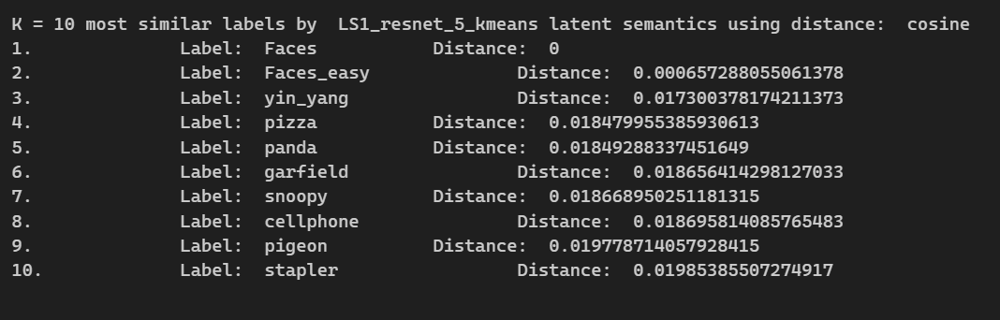 K = 10 most similar labels by  LS1_resnet_5_kmeans latent semantics using distance:  cosine
1.              Label:  Faces           Distance:  0
2.              Label:  Faces_easy              Distance:  0.000657288055061378
3.              Label:  yin_yang                Distance:  0.017300378174211373
4.              Label:  pizza           Distance:  0.018479955385930613
5.              Label:  panda           Distance:  0.01849288337451649
6.              Label:  garfield                Distance:  0.018656414298127033
7.              Label:  snoopy          Distance:  0.018668950251181315
8.              Label:  cellphone               Distance:  0.018695814085765483
9.              Label:  pigeon          Distance:  0.019778714057928415
10.             Label:  stapler                 Distance:  0.01985385507274917